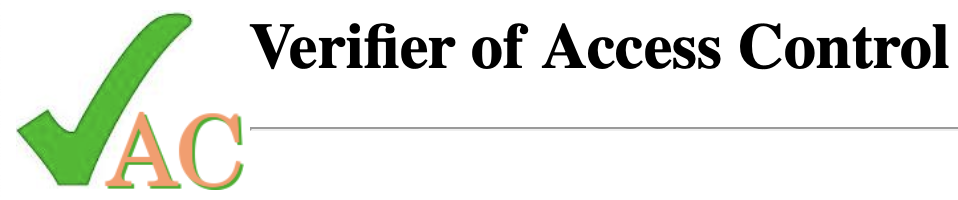 Verifier of Access Control
AC